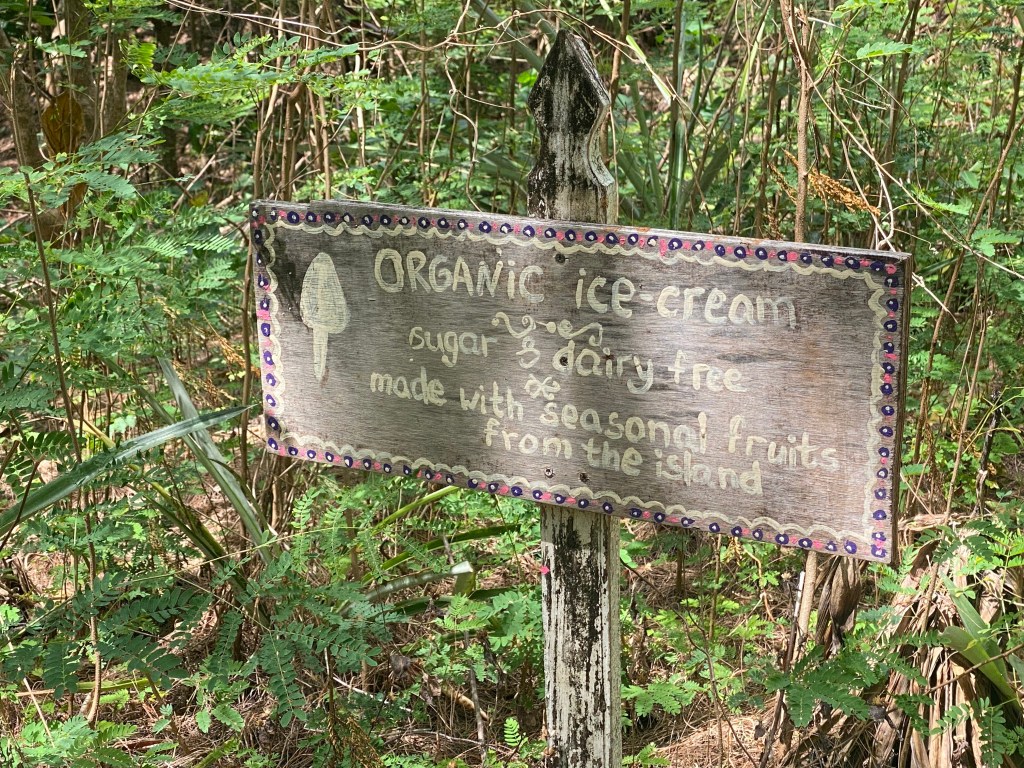 ORGANIC ice-cream
sugar & dairy free
made with seasonal fruits
from the island